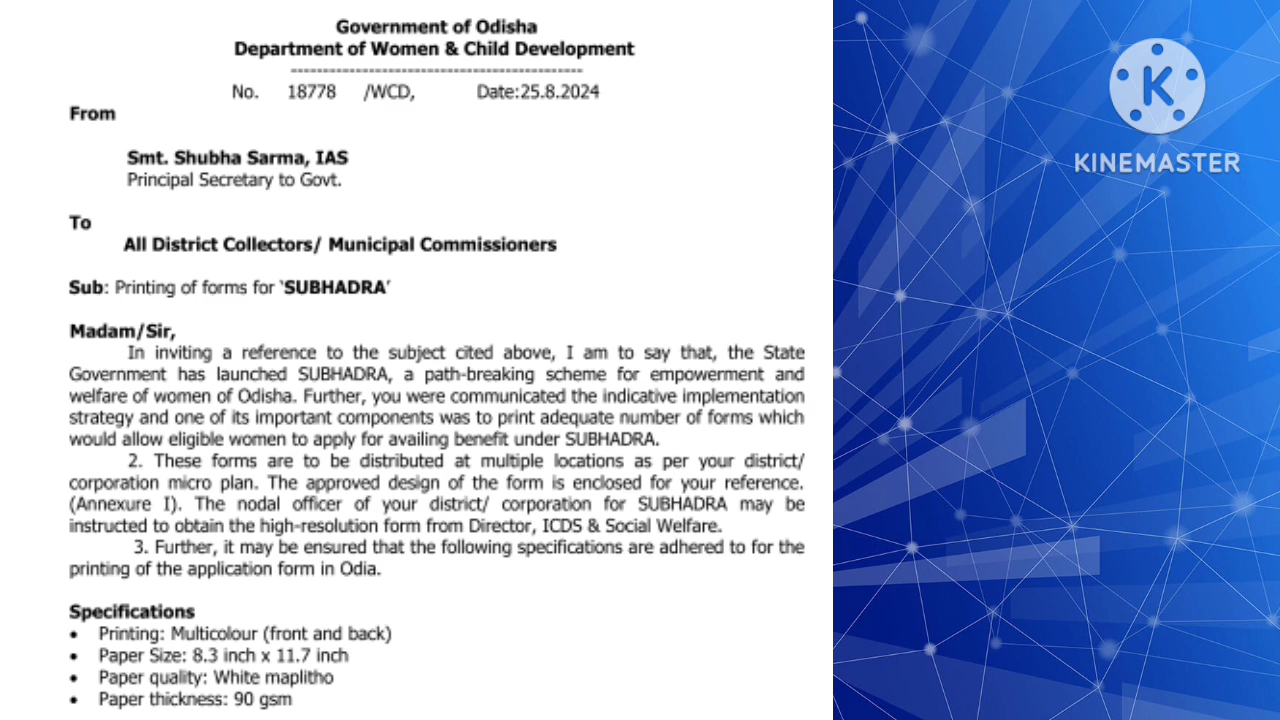 Government of Odisha
Department of Women & Child Development
----------------------------------------------
No. 18778 /WCD, Date:25.8.2024
From
Smt. Shubha Sarma, IAS
Principal Secretary to Govt.
To
All District Collectors/ Municipal Commissioners
Sub: Printing of forms for `SUBHADRA'
Madam/Sir,
In inviting a reference to the subject cited above, I am to say that, the State
Government has launched SUBHADRA, a path-breaking scheme for empowerment and
welfare of women of Odisha. Further, you were communicated the indicative implementation
strategy and one of its important components was to print adequate number of forms which
would allow eligible women to apply for availing benefit under SUBHADRA.
2. These forms are to be distributed at multiple locations as per your district/
corporation micro plan. The approved design of the form is enclosed for your reference.
(Annexure I). The nodal officer of your district/ corporation for SUBHADRA may be
instructed to obtain the high-resolution form from Director, ICDS & Social Welfare.
3. Further, it may be ensured that the following specifications are adhered to for the
printing of the application form in Odia.
Specifications
• Printing: Multicolour (front and back)
• Paper Size: 8.3 inch x 11.7 inch
• Paper quality: White maplitho
• Paper thickness: 90 gsm
K
KINEMASTER